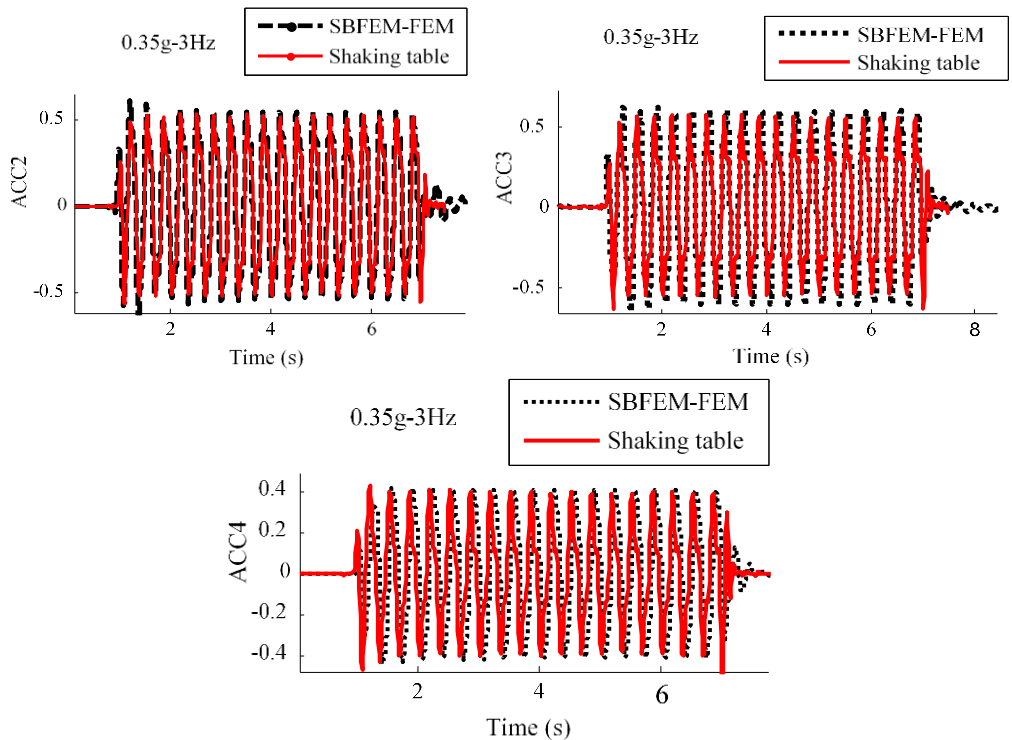 0.35g-3Hz
SBFEM-FEM
Shaking table
ACC2
0.5
0
-0.5
2
4
6
Time (s)
0.35g-3Hz
SBFEM-FEM
Shaking table
ACC3
0.5
0
-0.5
2
4
6
8
Time (s)
0.35g-3Hz
SBFEM-FEM
Shaking table
ACC4
0.4
0.2
0
-0.2
-0.4
2
4
6
Time (s)